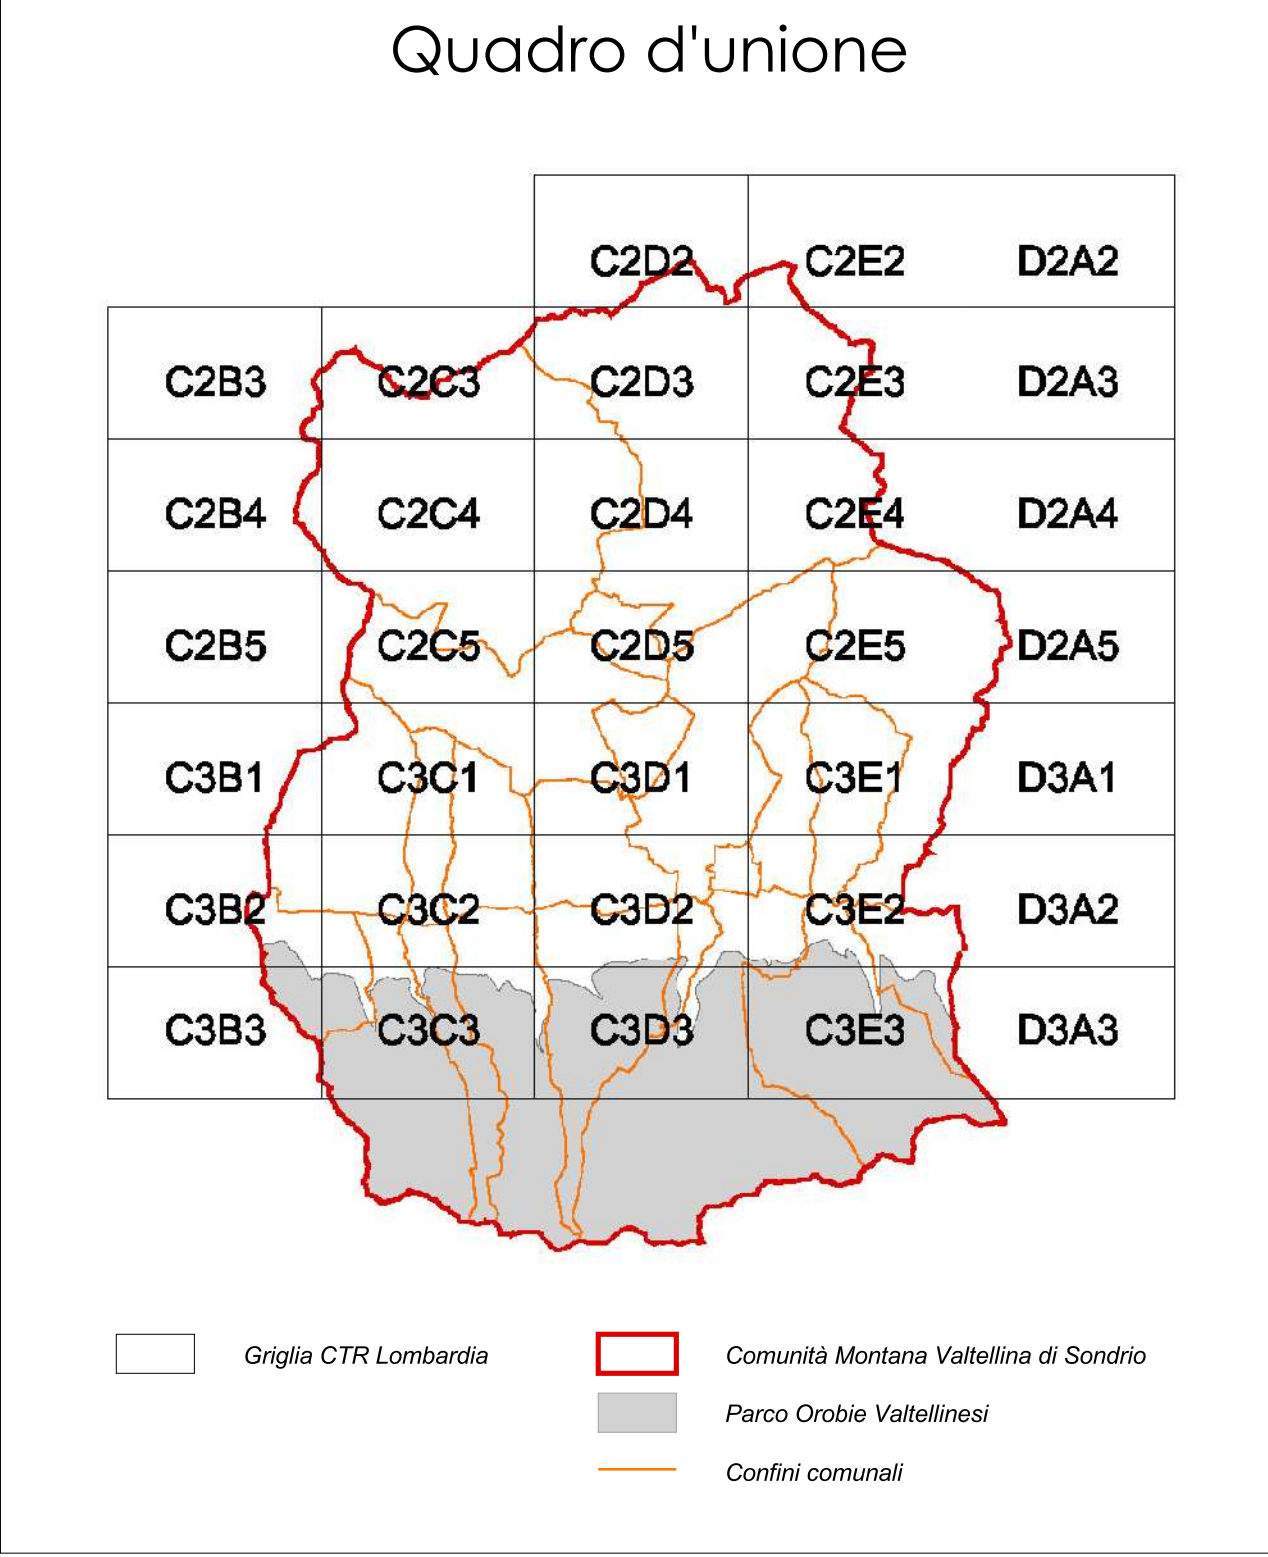 Quadro d'unione
C2D2 C2E2 D2A2
C2B3 C2C3 C2D3 C2E3 D2A3
C2B4 C2C4 C2D4 C2E4 D2A4
C2B5 C2C5 C2D5 C2E5 D2A5
C3B1 C3C1 C3D1 C3E1 D3A1
C3B2 C3C2 C3D2 C3E2 D3A2
C3B3 C3C3 C3D3 C3E3 D3A3
Griglia CTR Lombardia
Comunità Montana Valtellina di Sondrio
Parco Orobie Valtellinesi
Confini comunali